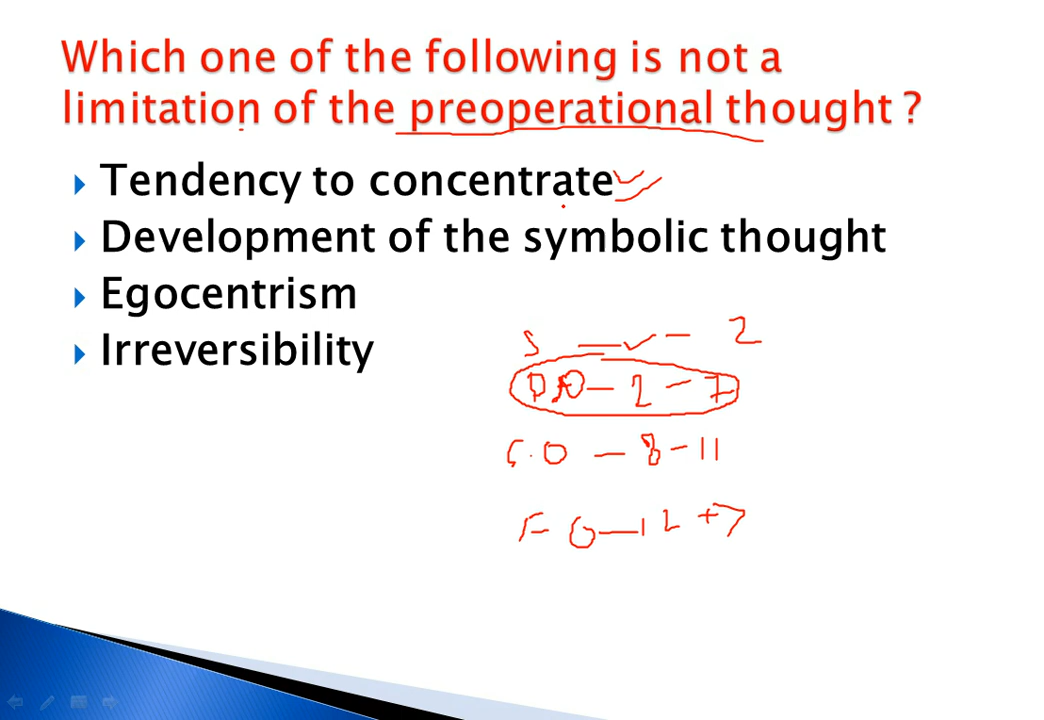 Which one of the following is not a
limitation of the preoperational thought ?
Tendency to concentrate
Development of the symbolic thought
Egocentrism
Irreversibility
S — ✓ — 2
— 2 – 7
C.O — 8 – 11
F O — 12 +